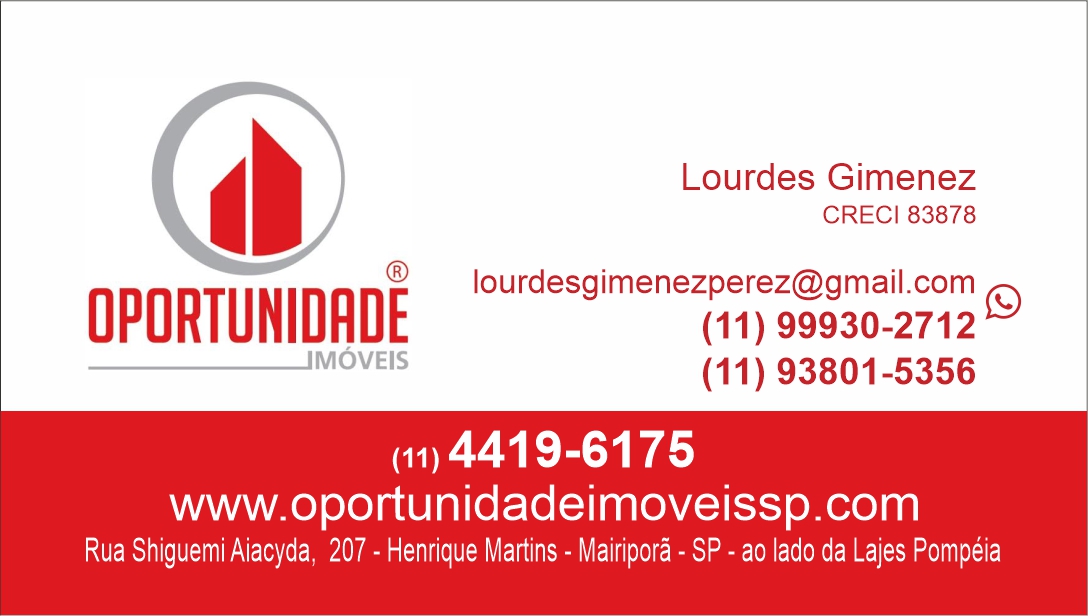 ®
OPORTUNIDADE
IMÓVEIS
Lourdes Gimenez
CRECI 83878
lourdesgimenezperez@gmail.com
(11) 99930-2712
(11) 93801-5356
(11) 4419-6175
www.oportunidadeimoveissp.com
Rua Shiguemi Aiacyda, 207 - Henrique Martins - Mairiporã - SP - ao lado da Lajes Pompéia